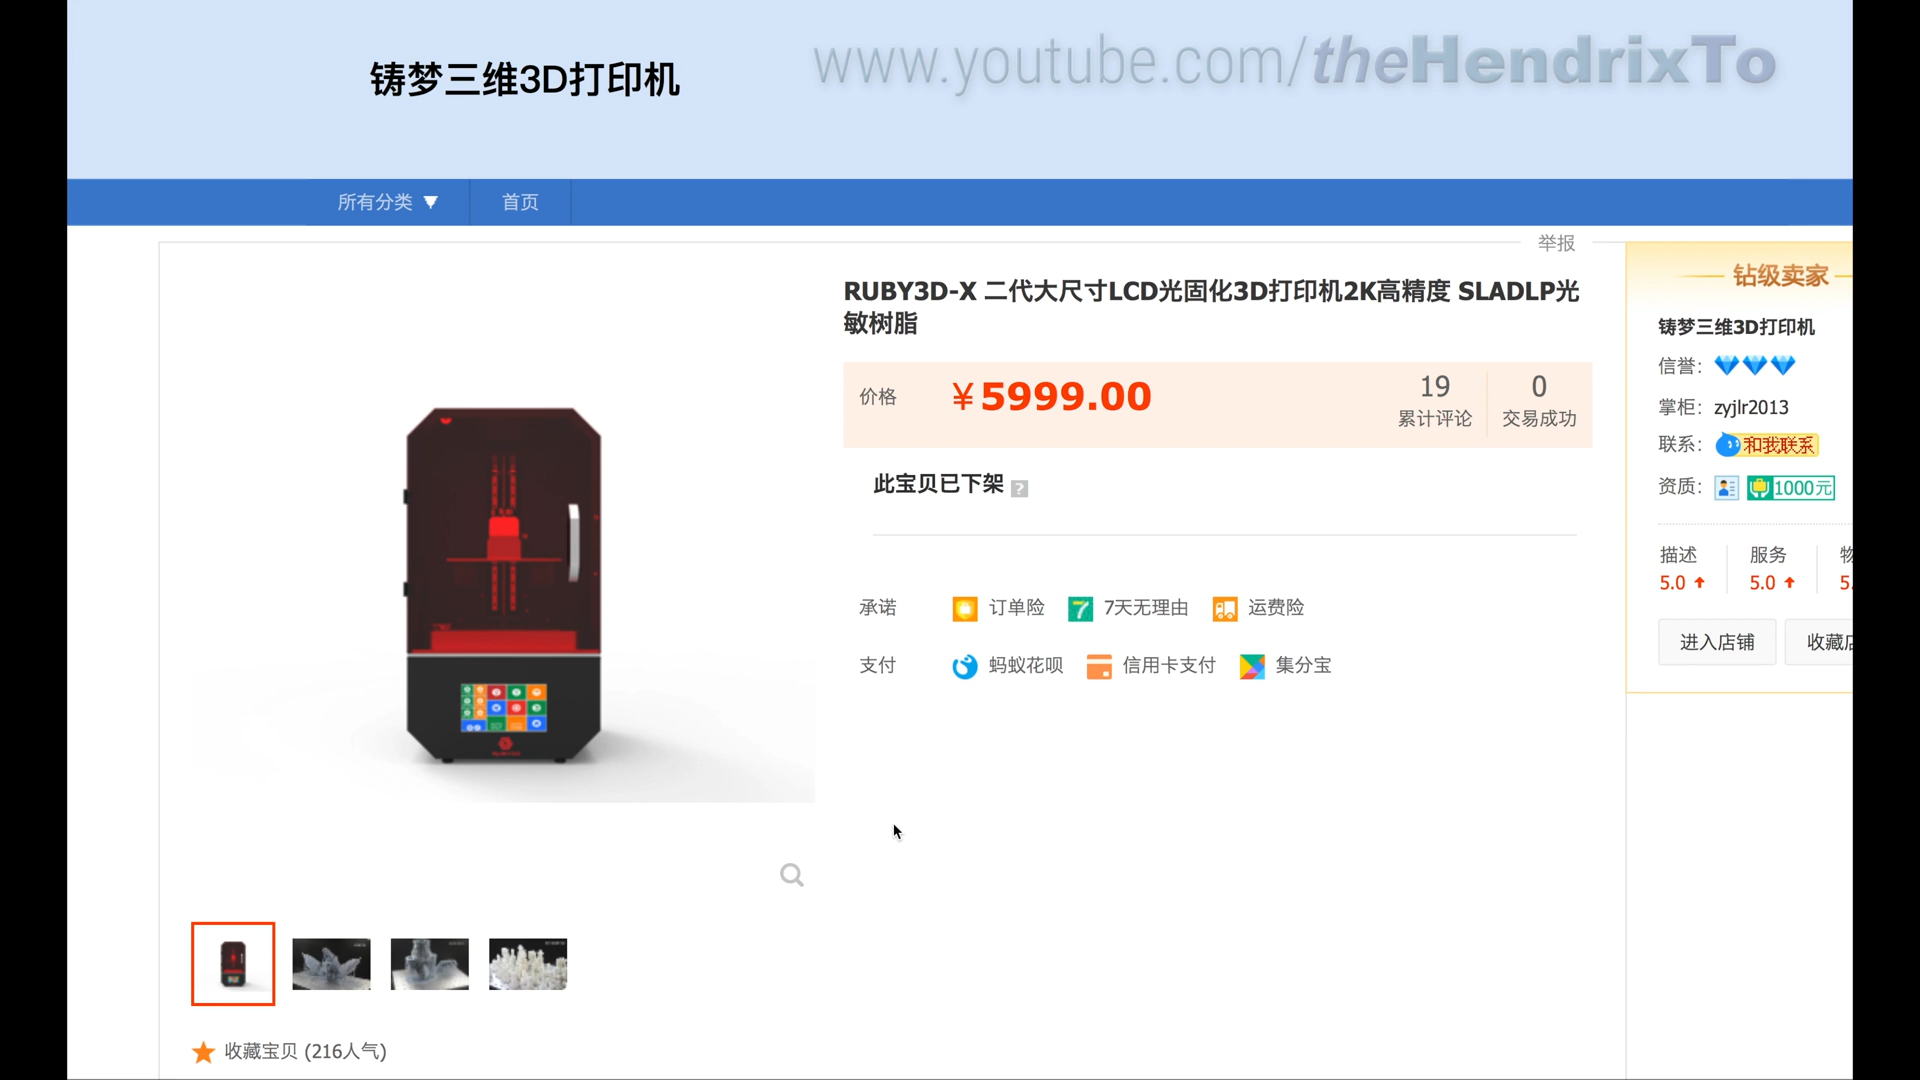 www.youtube.com/theHendrixTo
铸梦三维3D打印机
所有分类 ▼
首页
举报
RUBY3D-X 二代大尺寸LCD光固化3D打印机2K高精度 SLADLP光
敏树脂
价格
¥5999.00
19
累计评论
0
交易成功
此宝贝已下架 ?
承诺
订单险
7
7天无理由
运费险
支付
蚂蚁花呗
信用卡支付
集分宝
收藏宝贝 (216人气)
钻级卖家
铸梦三维3D打印机
信誉：
掌柜： zyjlr2013
联系： 和我联系
资质： 1000元
描述
5.0
服务
5.0
物
5.
进入店铺
收藏店